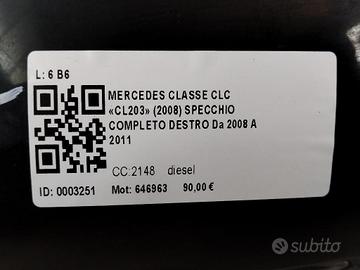 L: 6 B6
MERCEDES CLASSE CLC
«CL203» (2008) SPECCHIO
COMPLETO DESTRO Da 2008 A
2011
CC:2148 diesel
ID: 0003251 Mot: 646963 90,00 €
subito